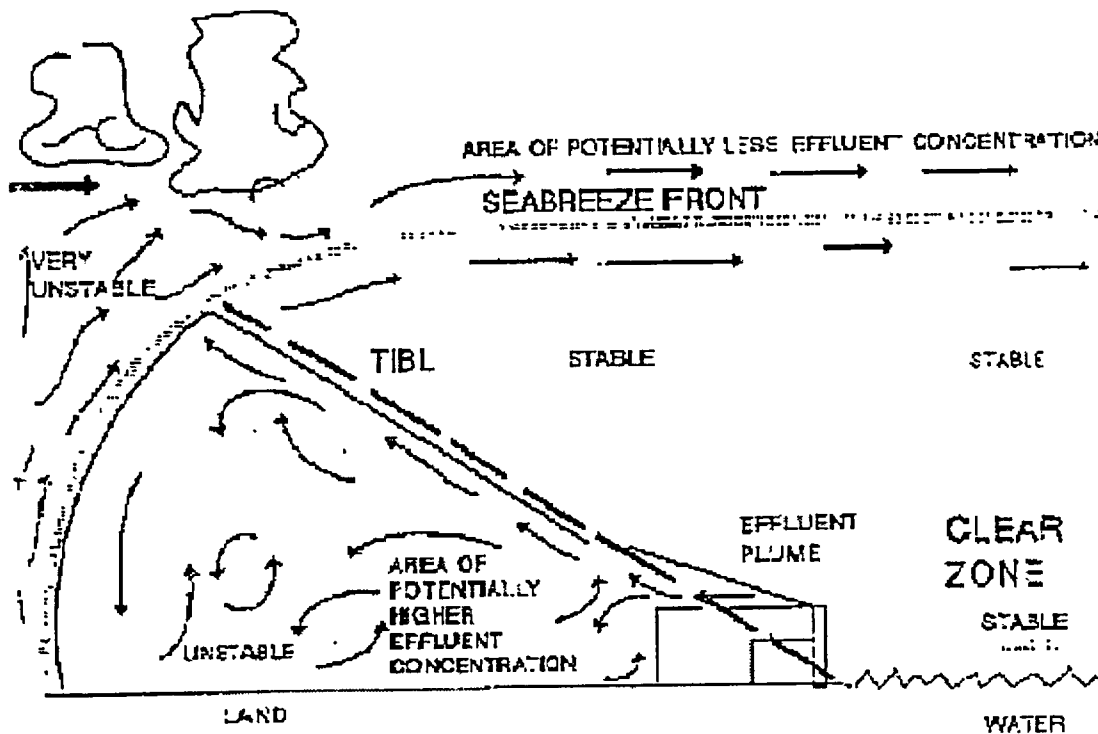 AREA OF POTENTIALLY LESS EFFLUENT CONCENTRATION
SEABREEZE FRONT
VERY
UNSTABLE
TIBL
STABLE
STABLE
EFFLUENT
PLUME
CLEAR
ZONE
STABLE
AREA OF
POTENTIALLY
HIGHER
EFFLUENT
CONCENTRATION
UNSTABLE
LAND
WATER